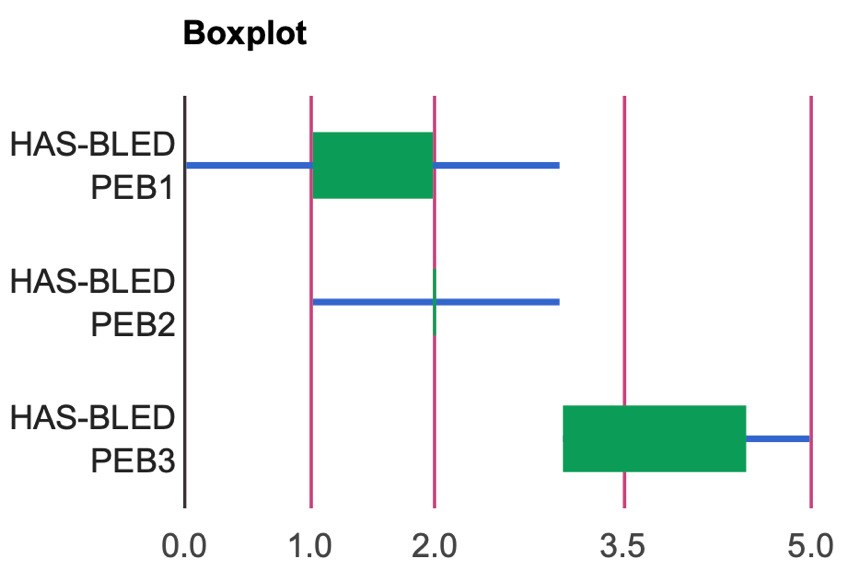 Boxplot
HAS-BLED
PEB1
HAS-BLED
PEB2
HAS-BLED
PEB3
0.0 1.0 2.0 3.5 5.0